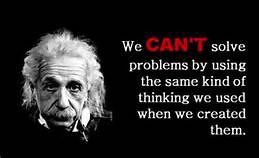 We CAN'T solve
problems by using
the same kind of
thinking we used
when we created
them.